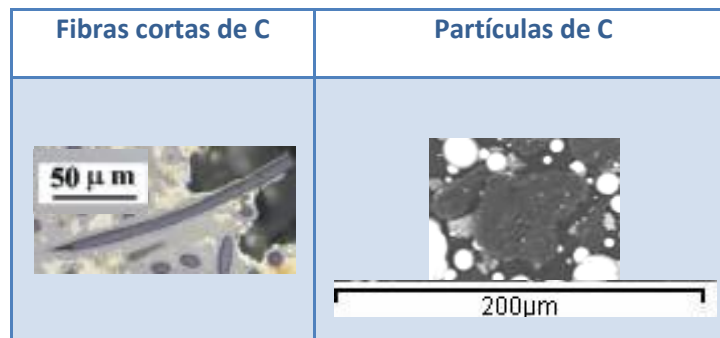 Fibras cortas de C
Partículas de C
50 μ m
200μm